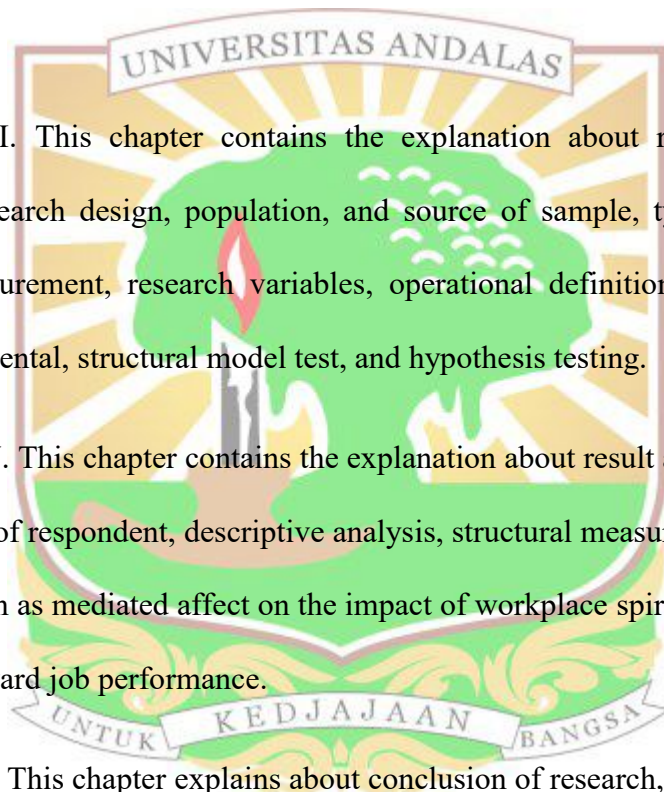 UNIVERSITAS ANDALAS
I. This chapter contains the explanation about
earch design, population, and source of sample,
urement, research variables, operational definition
ental, structural model test, and hypothesis testing.
. This chapter contains the explanation about result
of respondent, descriptive analysis, structural measu
n as mediated affect on the impact of workplace spir
ard job performance.
UNTUK KEDJAJAAN BANGSA
This chapter explains about conclusion of research,